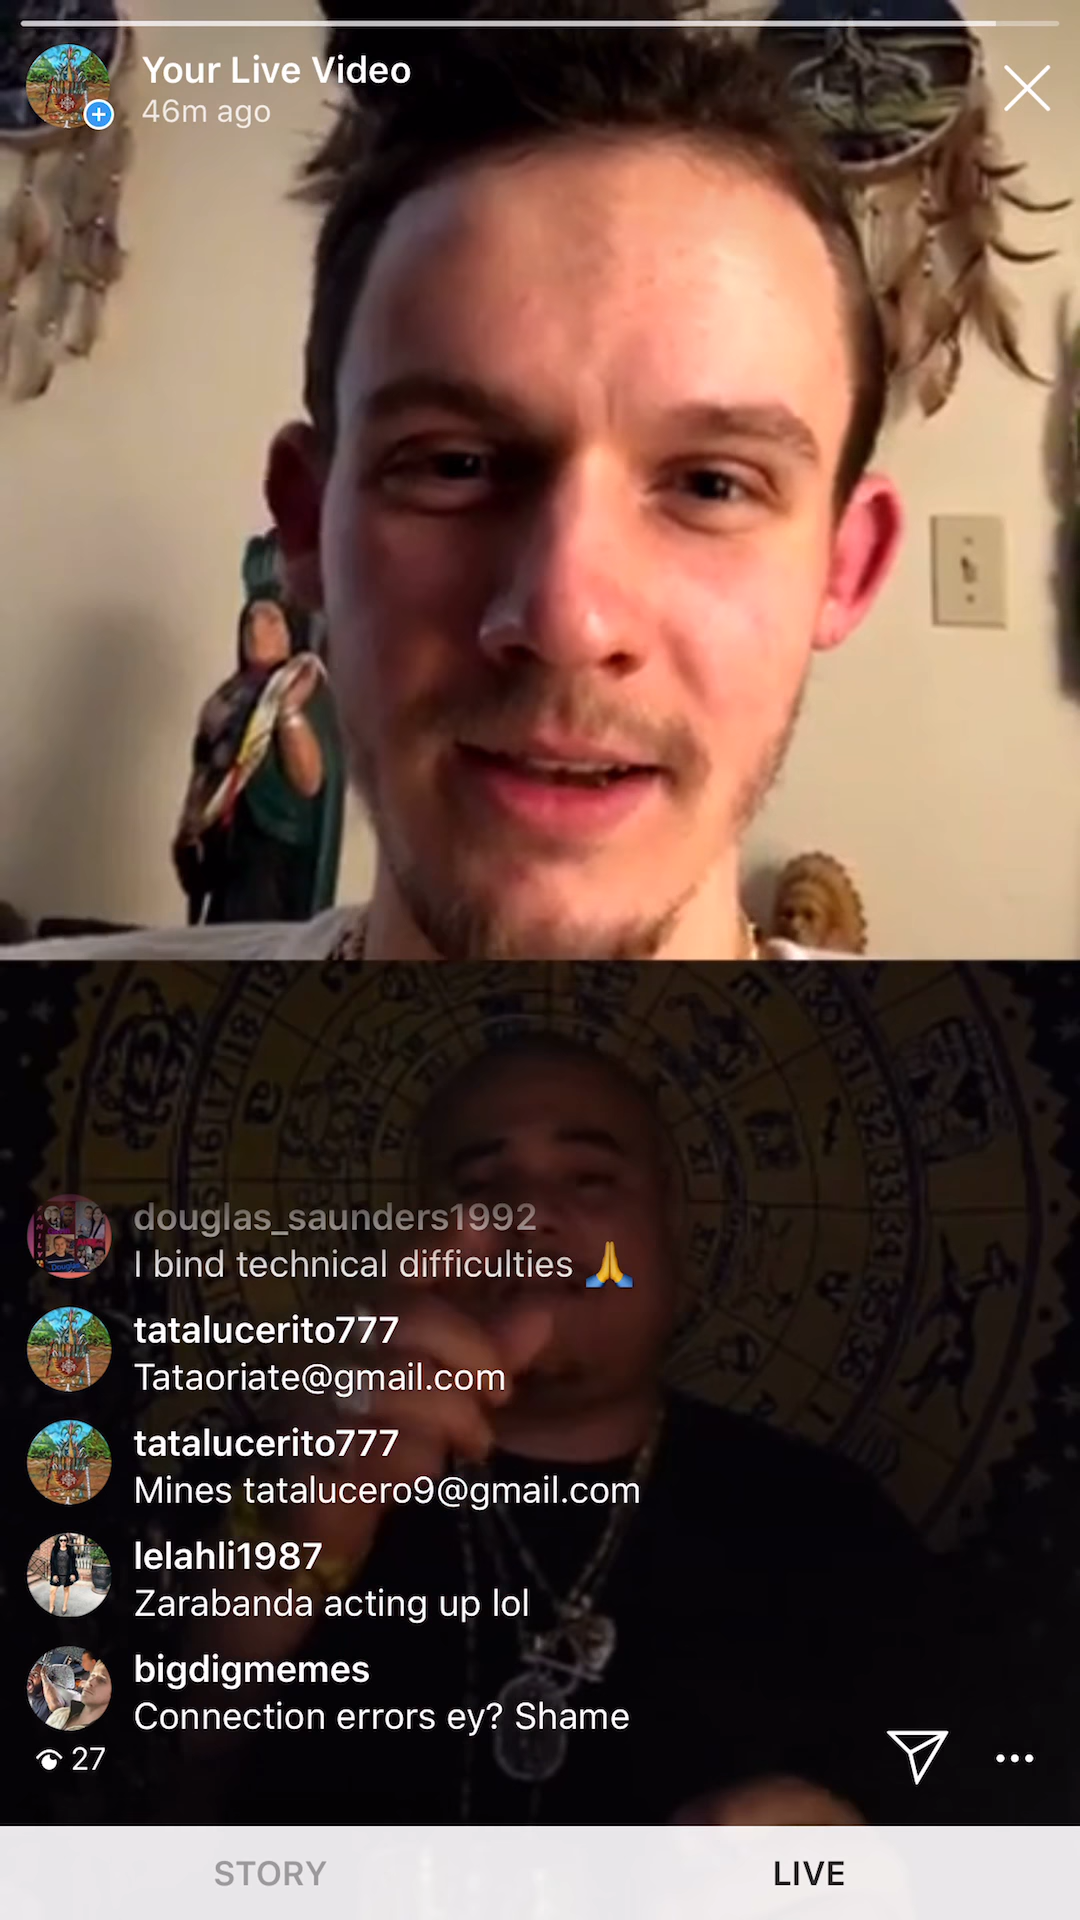 Your Live Video
46m ago
douglas_saunders1992
I bind technical difficulties 🙏
tatalucerito777
Tataoriate@gmail.com
tatalucerito777
Mines tatalucero9@gmail.com
lelahli1987
Zarabanda acting up lol
bigdigmemes
Connection errors ey? Shame
27
STORY
LIVE